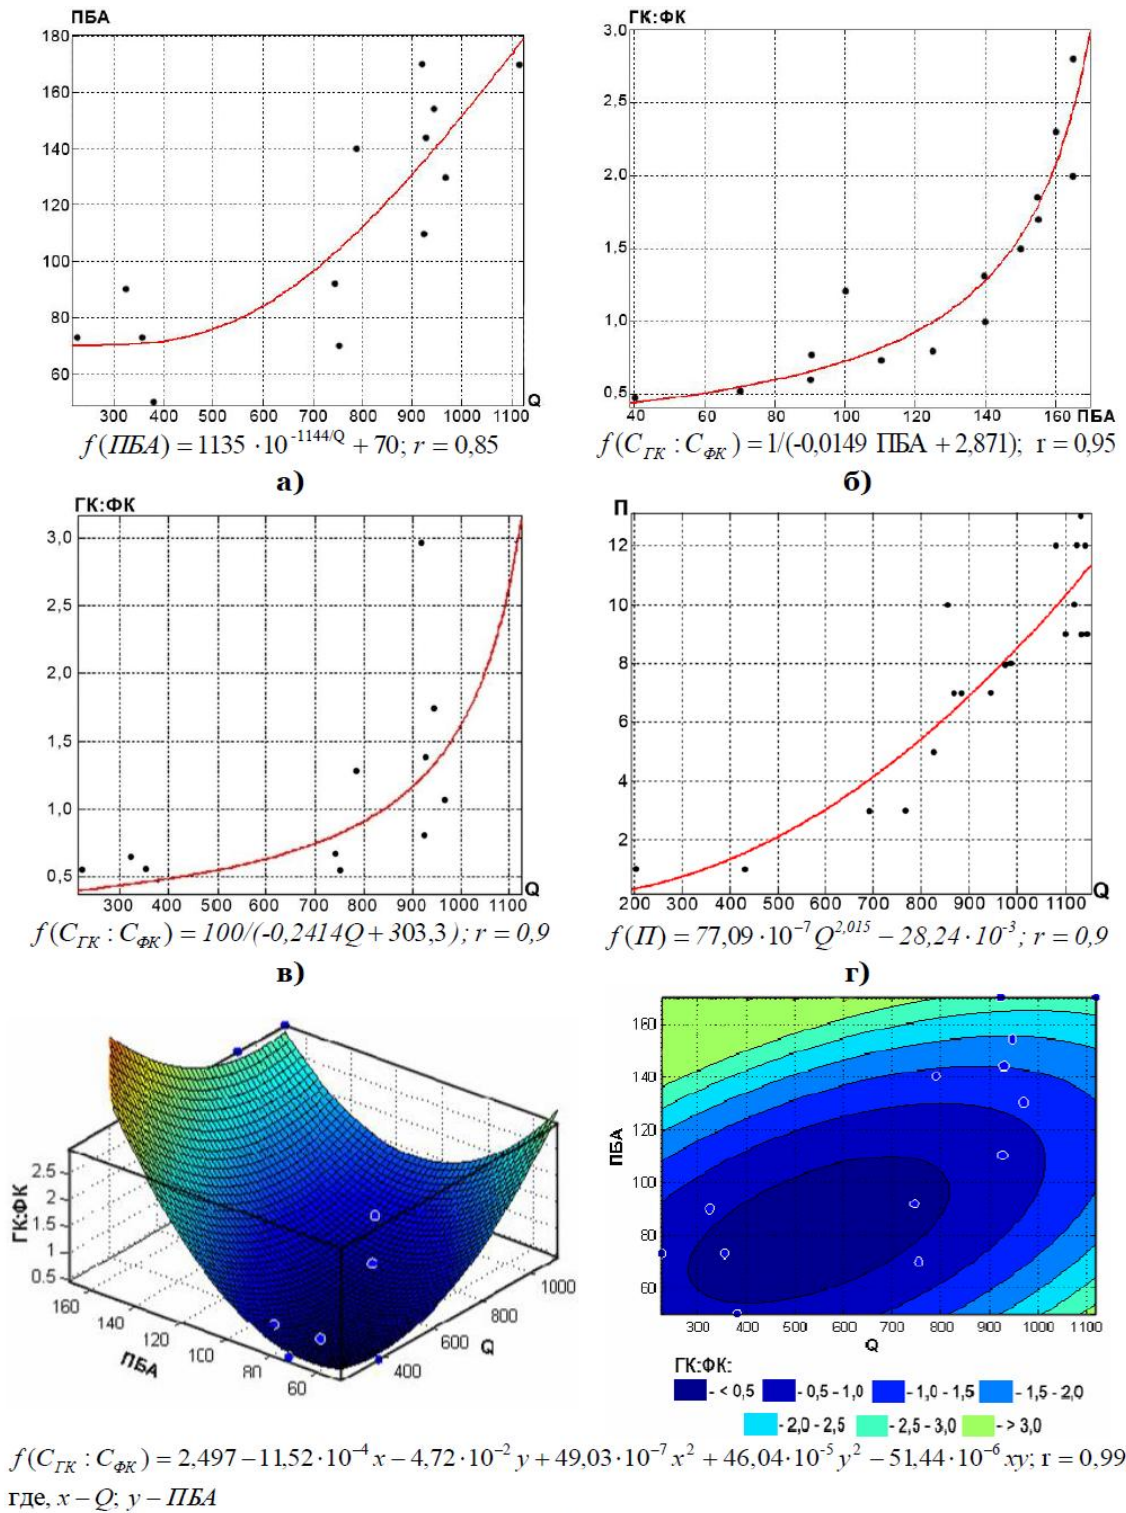 ПБА
180
160
140
120
100
80
60
300 400 500 600 700 800 900 1000 1100 Q
f(ПБА) = 1135 ·10^-1144/Q + 70; r = 0,85
а)
ГК:ФК
3.0
2.5
2.0
1,5
1,0
0,5
40 60 80 100 120 140 160 ПБА
f(C_ГК : C_ФК) = 1/(-0,0149 ПБА + 2,871); r = 0,95
б)
ГК:ФК
3,0
2,5
2,0
1,5
1,0
0,5
300 400 500 600 700 800 900 1000 1100 Q
f(C_ГК : C_ФК) = 100/(-0,2414Q + 303,3); r = 0,9
в)
П
12
10
8
6
4
2
200 300 400 500 600 700 800 900 1000 Q
f(П) = 77,09 ·10^-7 Q^2,015 − 28,24 ·10^-3; r = 0,9
г)
ГК:ФК
2.5
2
1.5
1
0.5
160 140 120 100 80 60
ПБА
400 600 800 1000
Q
ПБА
160
140
120
100
80
60
300 400 500 600 700 800 900 1000 1100
Q
ГК:ФК:
- < 0,5 - 0,5 - 1,0 - 1,0 - 1,5 - 1,5 - 2,0
- 2,0 - 2,5 - 2,5 - 3,0 - > 3,0
f(C_ГК : C_ФК) = 2,497 − 11,52·10^-4 x − 4,72·10^-2 y + 49,03·10^-7 x^2 + 46,04·10^-5 y^2 − 51,44·10^-6 xy; r = 0,99
где, x − Q; y − ПБА